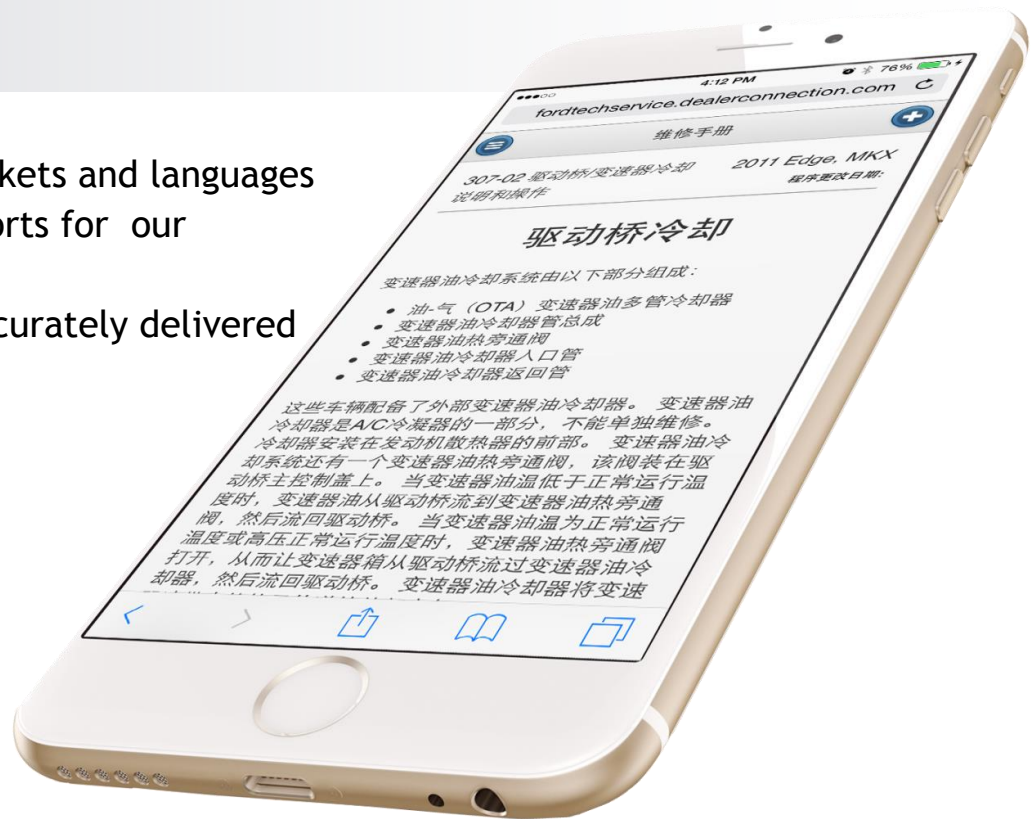 kets and languages
orts for our
curately delivered
4:12 PM
76%
fordtechservice.dealerconnection.com
维修手册
307-02 驱动桥/变速器冷却
说明和操作
2011 Edge, MKX
程序更改日期:
驱动桥冷却
变速器油冷却系统由以下部分组成：
• 油-气（OTA）变速器油多管冷却器
• 变速器油冷却器管总成
• 变速器油热旁通阀
• 变速器油冷却器入口管
• 变速器油冷却器返回管
这些车辆配备了外部变速器油冷却器。 变速器油
冷却器是A/C冷凝器的一部分，不能单独维修。
冷却器安装在发动机散热器的前部。 变速器油冷
却系统还有一个变速器油热旁通阀，该阀装在驱
动桥主控制盖上。 当变速器油温低于正常运行温
度时，变速器油从驱动桥流到变速器油热旁通
阀，然后流回驱动桥。 当变速器油温为正常运行
温度或高压正常运行温度时，变速器油热旁通阀
打开，从而让变速器箱从驱动桥流过变速器油冷
却器，然后流回驱动桥。 变速器油冷却器将变速